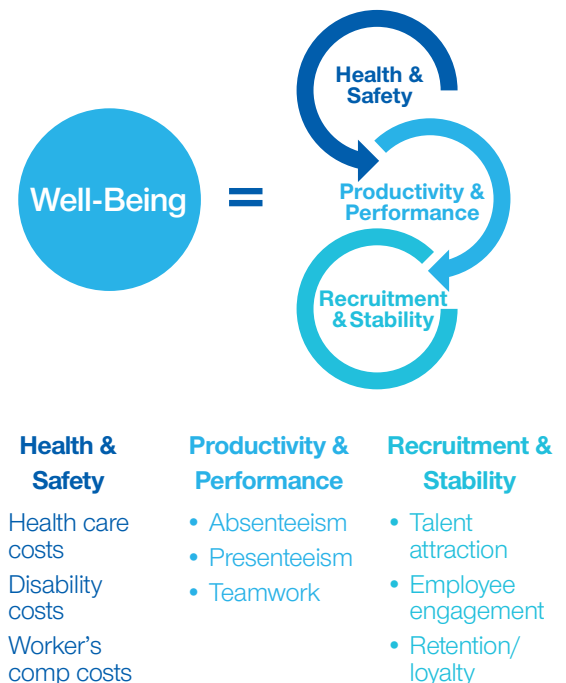 Health &
Safety
Well-Being
=
Productivity &
Performance
Recruitment
& Stability
Health &
Safety
Health care
costs
Disability
costs
Worker's
comp costs
Productivity &
Performance
• Absenteeism
• Presenteeism
• Teamwork
Recruitment &
Stability
• Talent
attraction
• Employee
engagement
• Retention/
loyalty